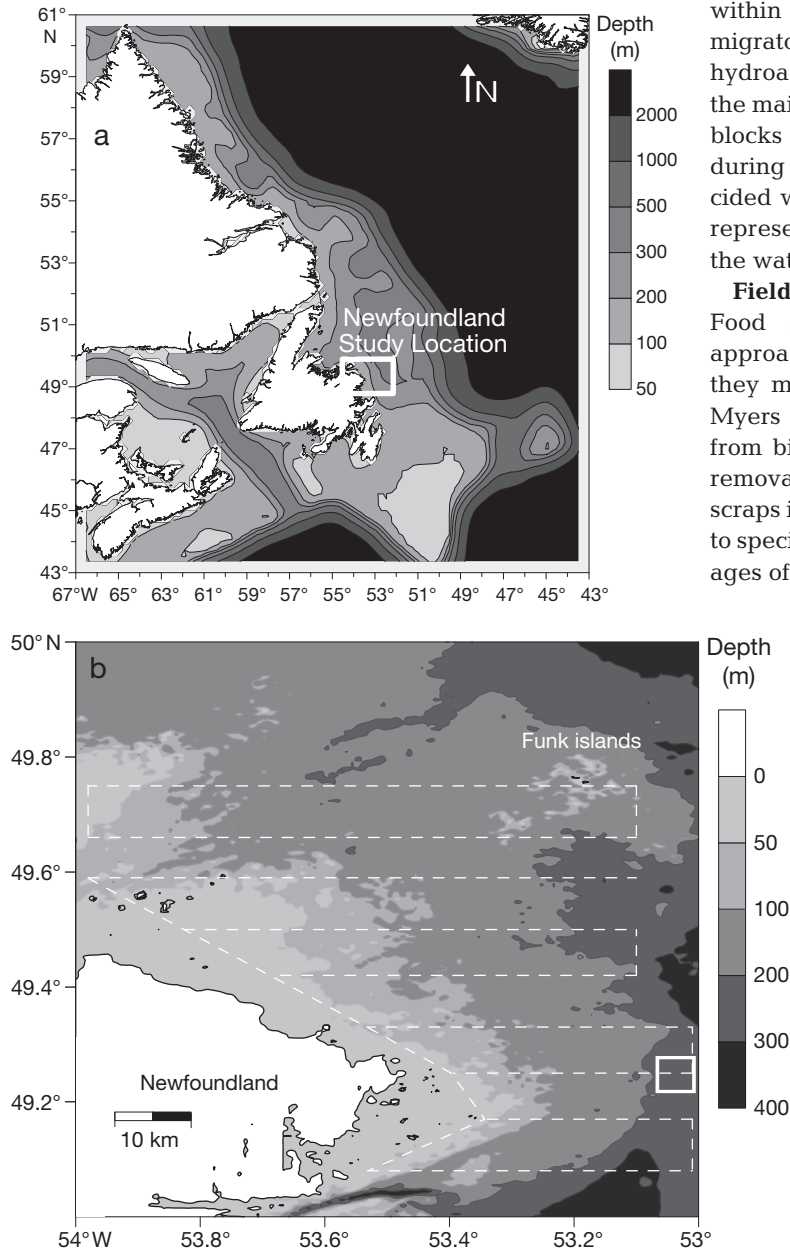 61°
N
59°
57°
55°
53°
51°
49°
47°
45°
43°
67°W 65° 63° 61° 59° 57° 55° 53° 51° 49° 47° 45° 43°
a
N
Newfoundland
Study Location
Depth
(m)
2000
1000
500
300
200
100
50
within
migrato
hydroa
the mai
blocks
during
cided w
represe
the wat
Field
Food
approa
they m
Myers
from bi
remova
scraps i
to speci
ages of
50° N
49.8°
49.6°
49.4°
49.2°
54° W 53.8° 53.6° 53.4° 53.2° 53°
b
Funk islands
Newfoundland
10 km
Depth
(m)
0
50
100
200
300
400